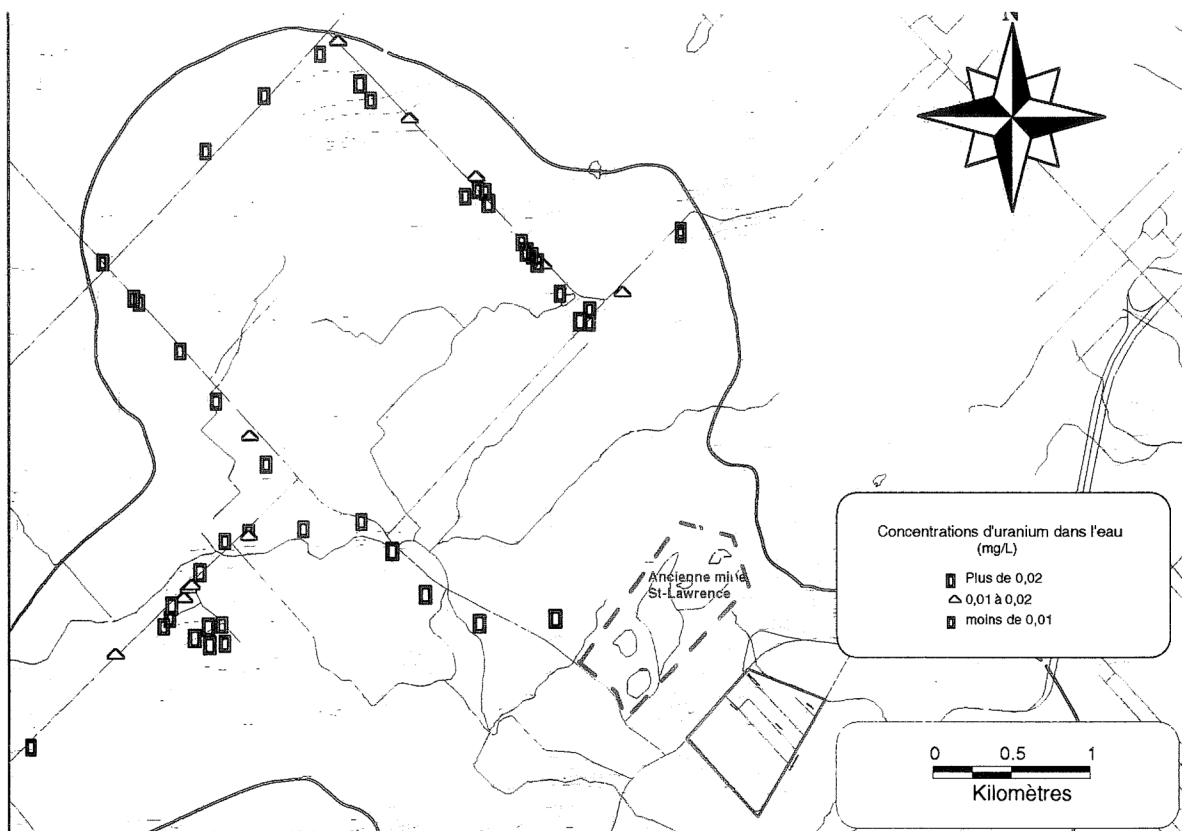 N
Ancienne mine
St-Lawrence
Concentrations d'uranium dans l'eau
(mg/L)
Plus de 0,02
0,01 à 0,02
moins de 0,01
0 0.5 1
Kilomètres